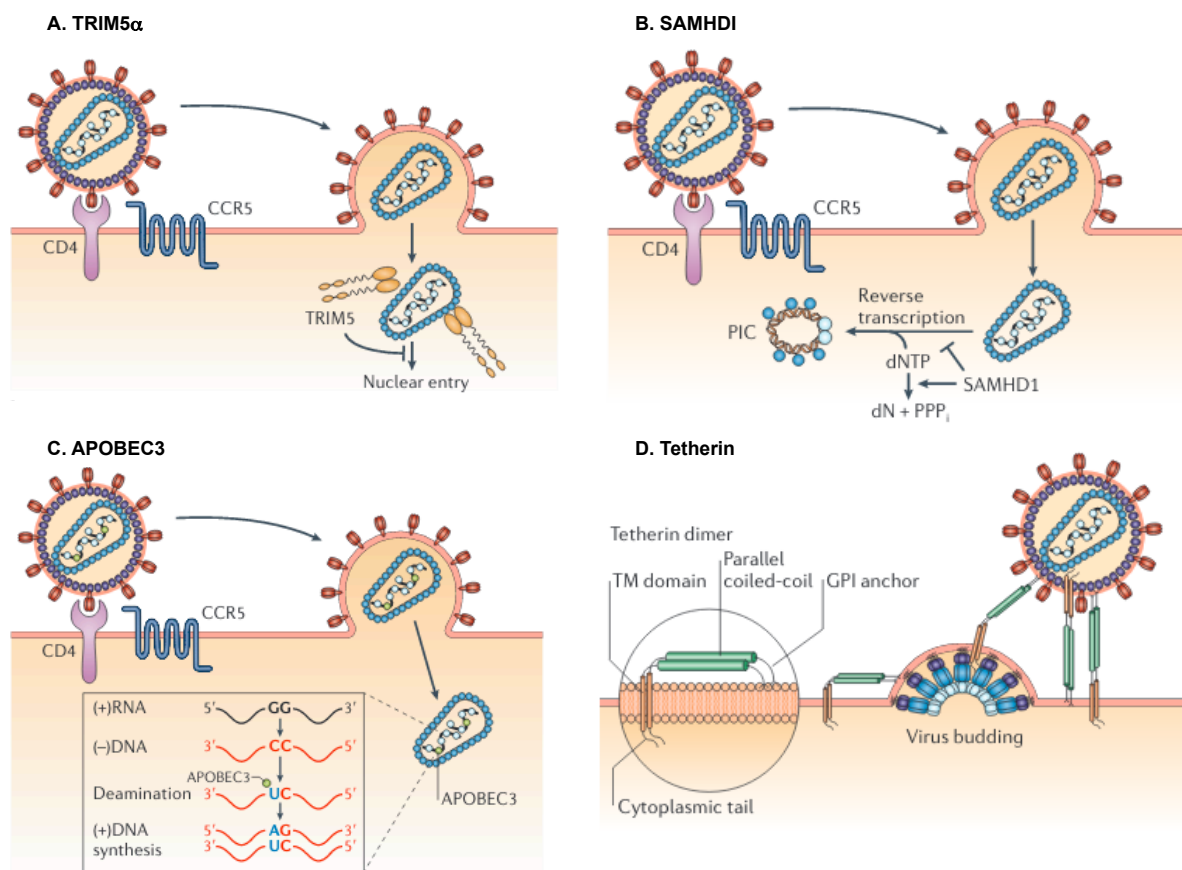 A. TRIM5α
CCR5
CD4
TRIM5
Nuclear entry
B. SAMHDI
CCR5
CD4
Reverse
transcription
PIC
dNTP
SAMHD1
dN + PPPi
C. APOBEC3
CCR5
CD4
(+)RNA 5′ GG 3′
(−)DNA 3′ CC 5′
APOBEC3
Deamination 3′ UC 5′
(+)DNA 5′ AG 3′
synthesis 3′ UC 5′
APOBEC3
D. Tetherin
Tetherin dimer
TM domain
Parallel
coiled-coil
GPI anchor
Virus budding
Cytoplasmic tail